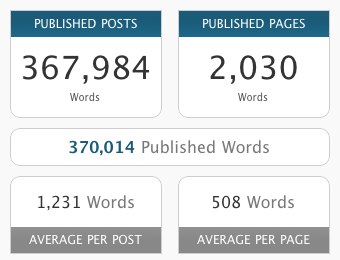 PUBLISHED POSTS
367,984
Words
PUBLISHED PAGES
2,030
Words
370,014 Published Words
1,231 Words
AVERAGE PER POST
508 Words
AVERAGE PER PAGE